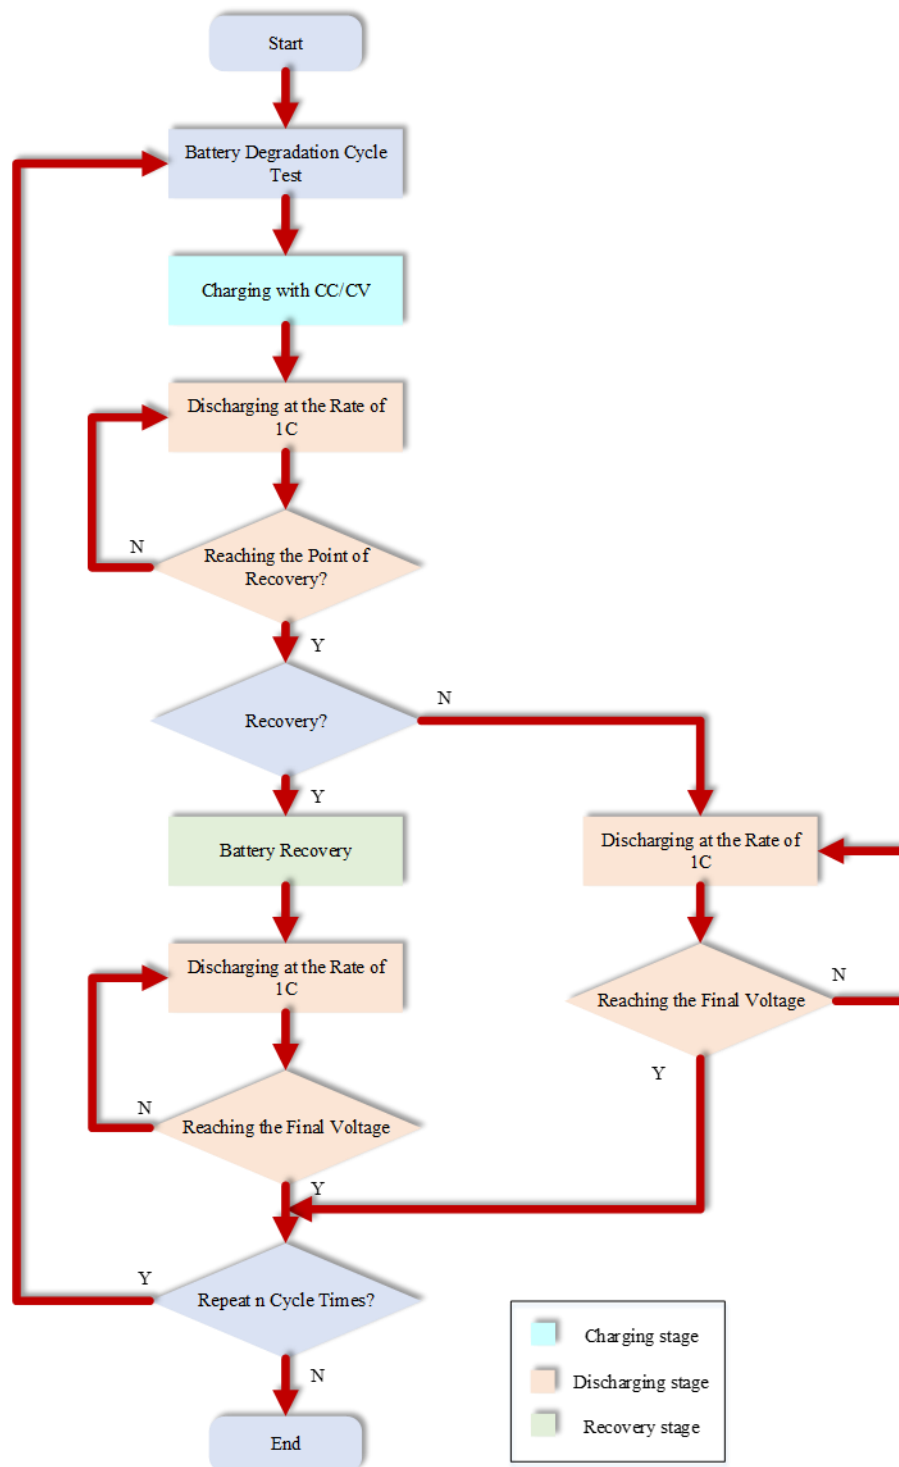 Start
Battery Degradation Cycle
Test
Charging with CC/CV
Discharging at the Rate of
1C
N
Reaching the Point of
Recovery?
Y
N
Recovery?
Y
Battery Recovery
Discharging at the Rate of
1C
Discharging at the Rate of
1C
N
Reaching the Final Voltage
Y
N
Reaching the Final Voltage
Y
Y
Repeat n Cycle Times?
N
End
Charging stage
Discharging stage
Recovery stage